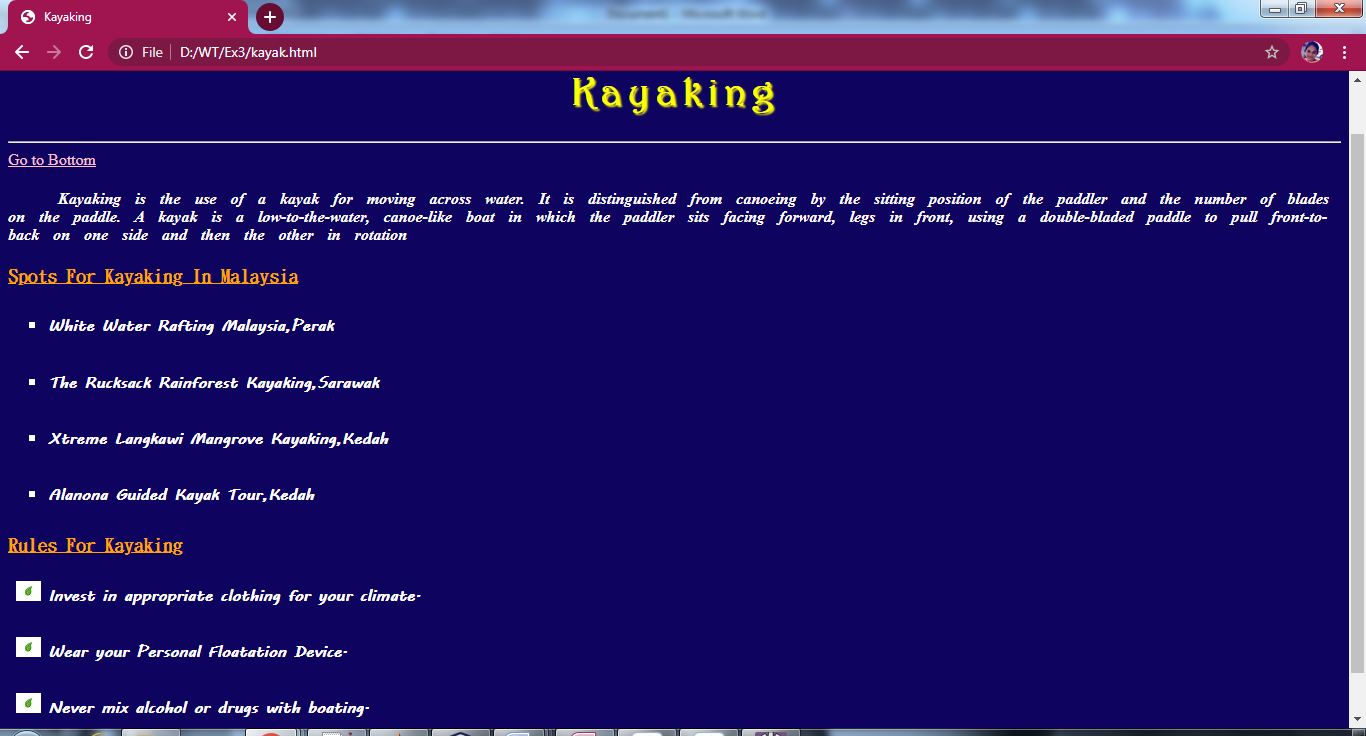 Kayaking
File D:/WT/Ex3/kayak.html
Kayaking
Go to Bottom
Kayaking is the use of a kayak for moving across water. It is distinguished from canoeing by the sitting position of the paddler and the number of blades
on the paddle. A kayak is a low-to-the-water, canoe-like boat in which the paddler sits facing forward, legs in front, using a double-bladed paddle to pull front-to-
back on one side and then the other in rotation
Spots For Kayaking In Malaysia
White Water Rafting Malaysia,Perak
The Rucksack Rainforest Kayaking,Sarawak
Xtreme Langkawi Mangrove Kayaking,Kedah
Alanona Guided Kayak Tour,Kedah
Rules For Kayaking
Invest in appropriate clothing for your climate.
Wear your Personal Floatation Device.
Never mix alcohol or drugs with boating.